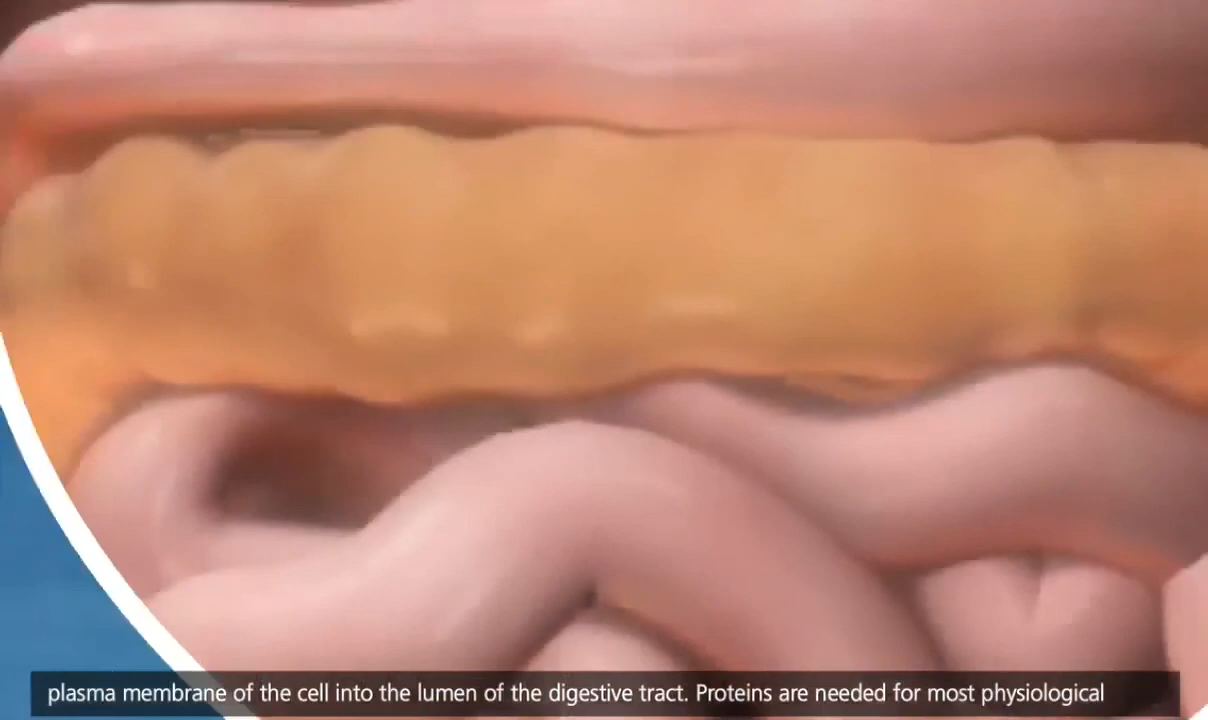 plasma membrane of the cell into the lumen of the digestive tract. Proteins are needed for most physiological